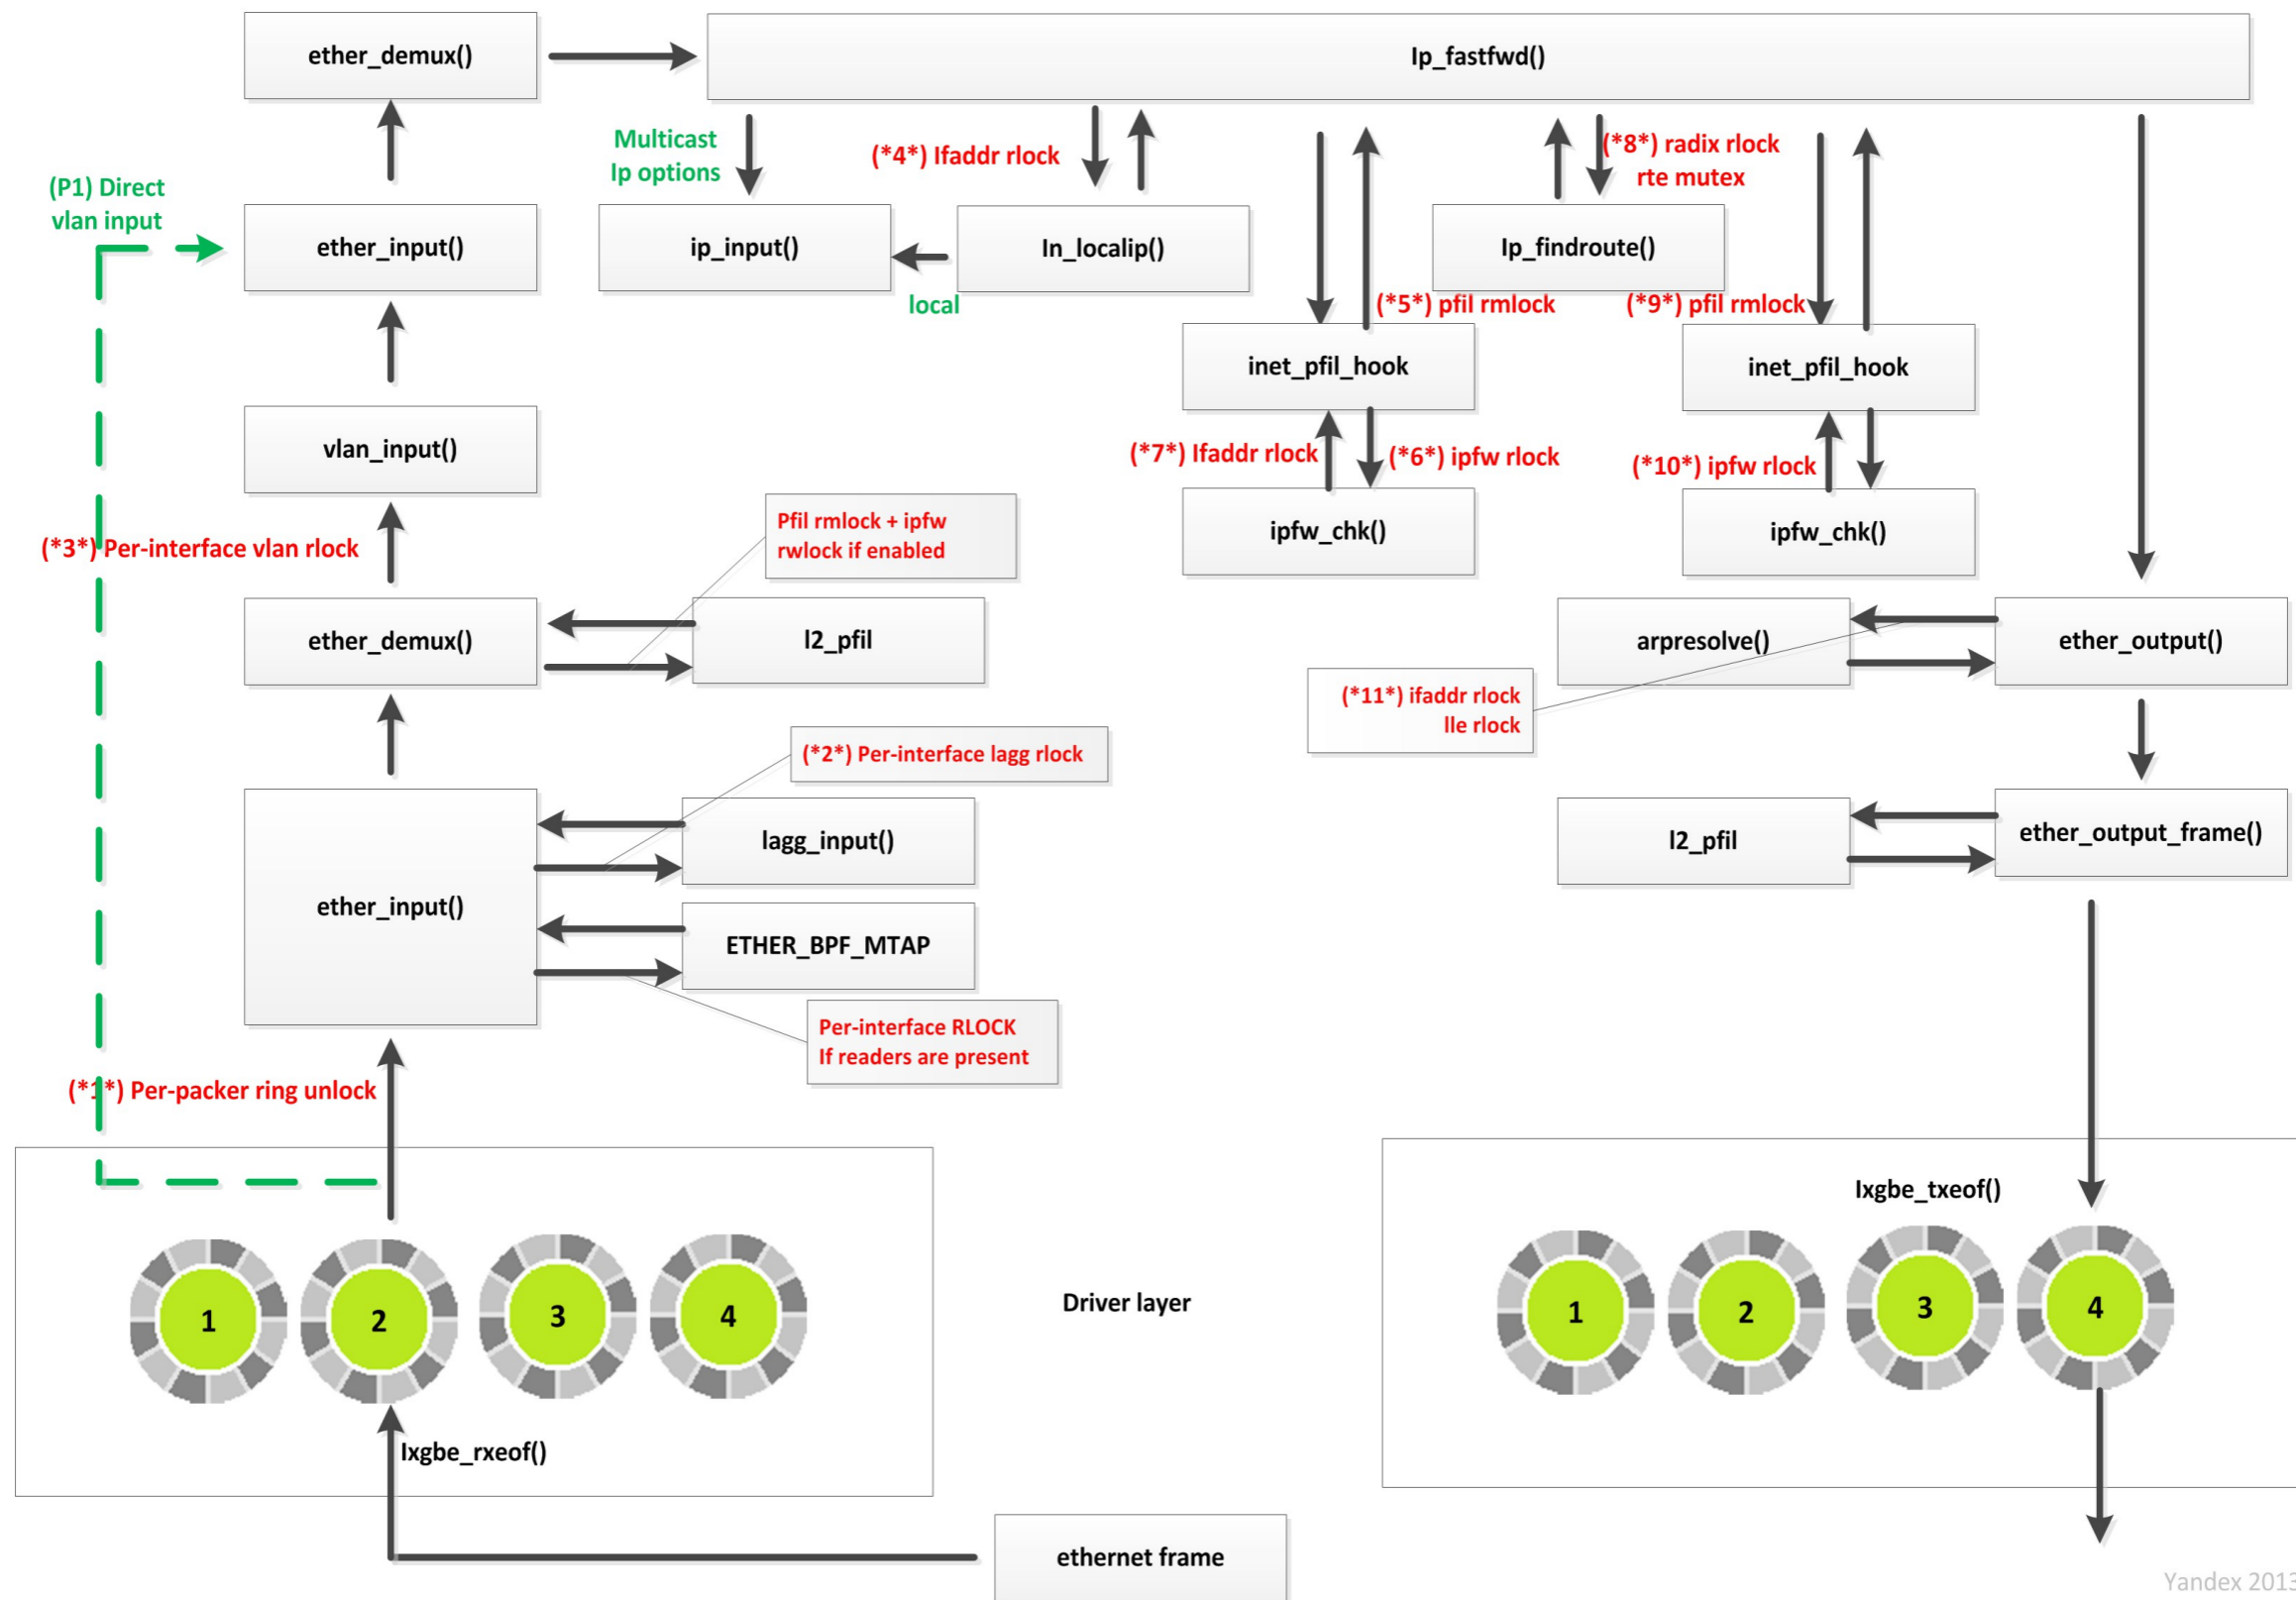 ether_demux()
Ip_fastfwd()
Multicast
Ip options
(*4*) Ifaddr rlock
(*8*) radix rlock
rte mutex
(P1) Direct
vlan input
ether_input()
ip_input()
In_localip()
Ip_findroute()
local
(*5*) pfil rmlock
(*9*) pfil rmlock
inet_pfil_hook
inet_pfil_hook
vlan_input()
(*7*) Ifaddr rlock
(*6*) ipfw rlock
(*10*) ipfw rlock
Pfil rmlock + ipfw
rwlock if enabled
ipfw_chk()
ipfw_chk()
(*3*) Per-interface vlan rlock
ether_demux()
l2_pfil
arpresolve()
ether_output()
(*11*) ifaddr rlock
lle rlock
(*2*) Per-interface lagg rlock
lagg_input()
l2_pfil
ether_output_frame()
ether_input()
ETHER_BPF_MTAP
Per-interface RLOCK
If readers are present
(*1*) Per-packer ring unlock
Ixgbe_txeof()
1
2
3
4
Driver layer
1
2
3
4
Ixgbe_rxeof()
ethernet frame
Yandex 2013